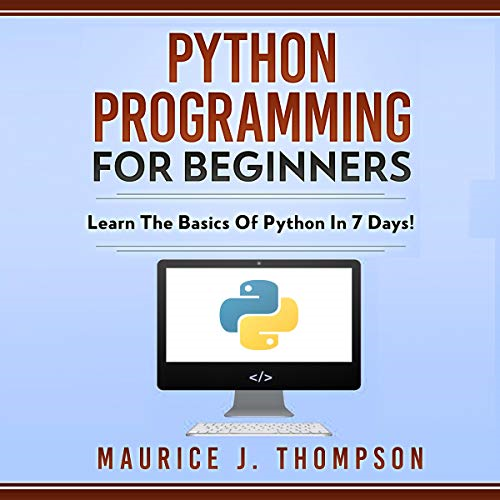 PYTHON
PROGRAMMING
FOR BEGINNERS
Learn The Basics Of Python In 7 Days!
</>
MAURICE J. THOMPSON